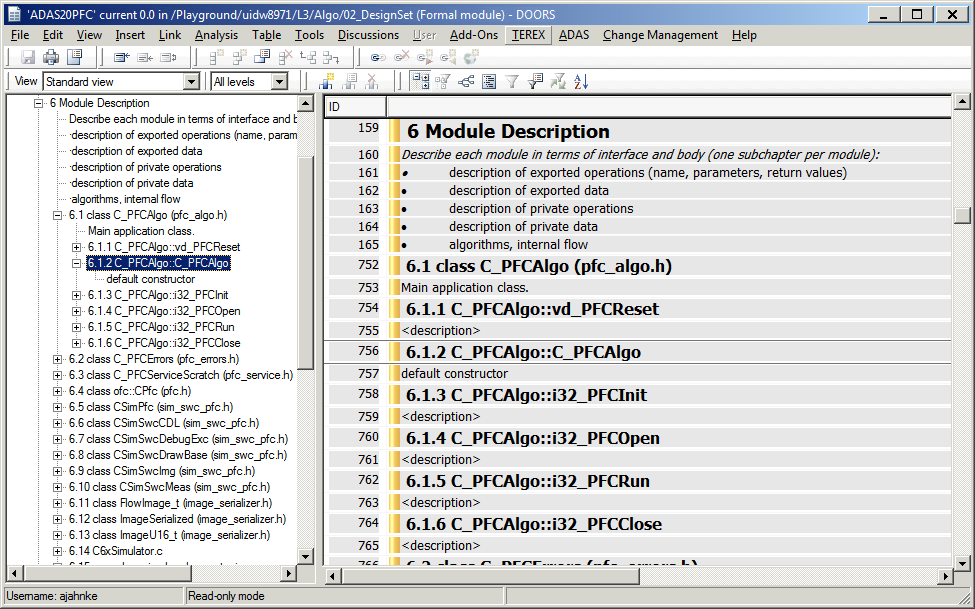 'ADAS20PFC' current 0.0 in /Playground/uidw8971/L3/Algo/02_DesignSet (Formal module) - DOORS
File Edit View Insert Link Analysis Table Tools Discussions User Add-Ons TEREX ADAS Change Management Help
View Standard view All levels
6 Module Description
Describe each module in terms of interface and b
description of exported operations (name, param
description of exported data
description of private operations
description of private data
algorithms, internal flow
6.1 class C_PFCAlgo (pfc_algo.h)
Main application class.
6.1.1 C_PFCAlgo::vd_PFCReset
6.1.2 C_PFCAlgo::C_PFCAlgo
default constructor
6.1.3 C_PFCAlgo::i32_PFCInit
6.1.4 C_PFCAlgo::i32_PFCOpen
6.1.5 C_PFCAlgo::i32_PFCRun
6.1.6 C_PFCAlgo::i32_PFCClose
6.2 class C_PFCErrors (pfc_errors.h)
6.3 class C_PFCServiceScratch (pfc_service.h)
6.4 class ofc::CPfc (pfc.h)
6.5 class CSimPfc (sim_swc_pfc.h)
6.6 class CSimSwcCDL (sim_swc_pfc.h)
6.7 class CSimSwcDebugExc (sim_swc_pfc.h)
6.8 class CSimSwcDrawBase (sim_swc_pfc.h)
6.9 class CSimSwcImg (sim_swc_pfc.h)
6.10 class CSimSwcMeas (sim_swc_pfc.h)
6.11 class FlowImage_t (image_serializer.h)
6.12 class ImageSerialized (image_serializer.h)
6.13 class ImageU16_t (image_serializer.h)
6.14 C6xSimulator.c
ID
159 6 Module Description
160 Describe each module in terms of interface and body (one subchapter per module):
161 • description of exported operations (name, parameters, return values)
162 • description of exported data
163 • description of private operations
164 • description of private data
165 • algorithms, internal flow
752 6.1 class C_PFCAlgo (pfc_algo.h)
753 Main application class.
754 6.1.1 C_PFCAlgo::vd_PFCReset
755 <description>
756 6.1.2 C_PFCAlgo::C_PFCAlgo
757 default constructor
758 6.1.3 C_PFCAlgo::i32_PFCInit
759 <description>
760 6.1.4 C_PFCAlgo::i32_PFCOpen
761 <description>
762 6.1.5 C_PFCAlgo::i32_PFCRun
763 <description>
764 6.1.6 C_PFCAlgo::i32_PFCClose
765 <description>
766 6.2 class C_PFCErrors (pfc_errors.h)
Username: ajahnke Read-only mode